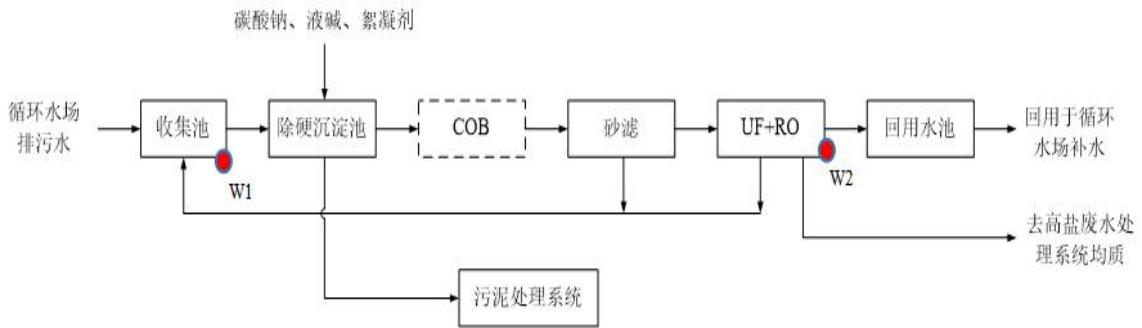 碳酸钠、液碱、絮凝剂
循环水场
排污水
收集池
除硬沉淀池
COB
砂滤
UF+RO
回用水池
回用于循环
水场补水
W1
W2
去高盐废水处
理系统均质
污泥处理系统